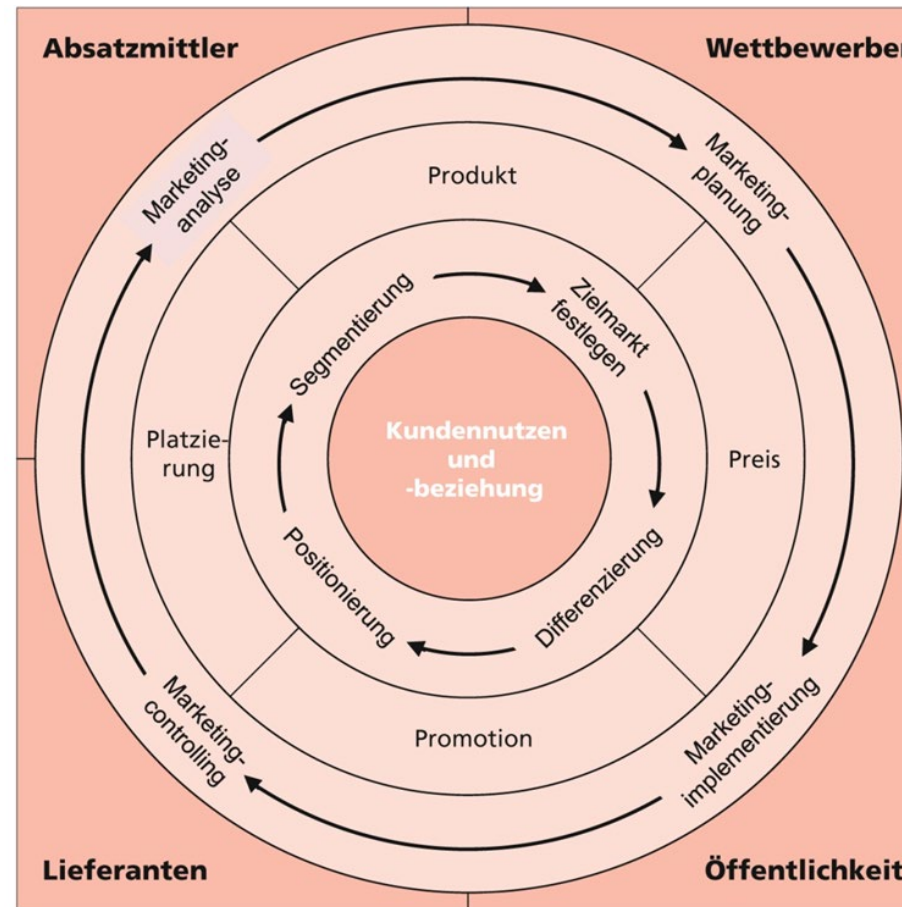 Absatzmittler
Wettbewerber
Marketing-
analyse
Marketing-
planung
Produkt
Segmentierung
Zielmarkt
festlegen
Platzie-
rung
Kundennutzen
und
-beziehung
Preis
Positionierung
Differenzierung
Marketing-
controlling
Promotion
Marketing-
implementierung
Lieferanten
Öffentlichkeit